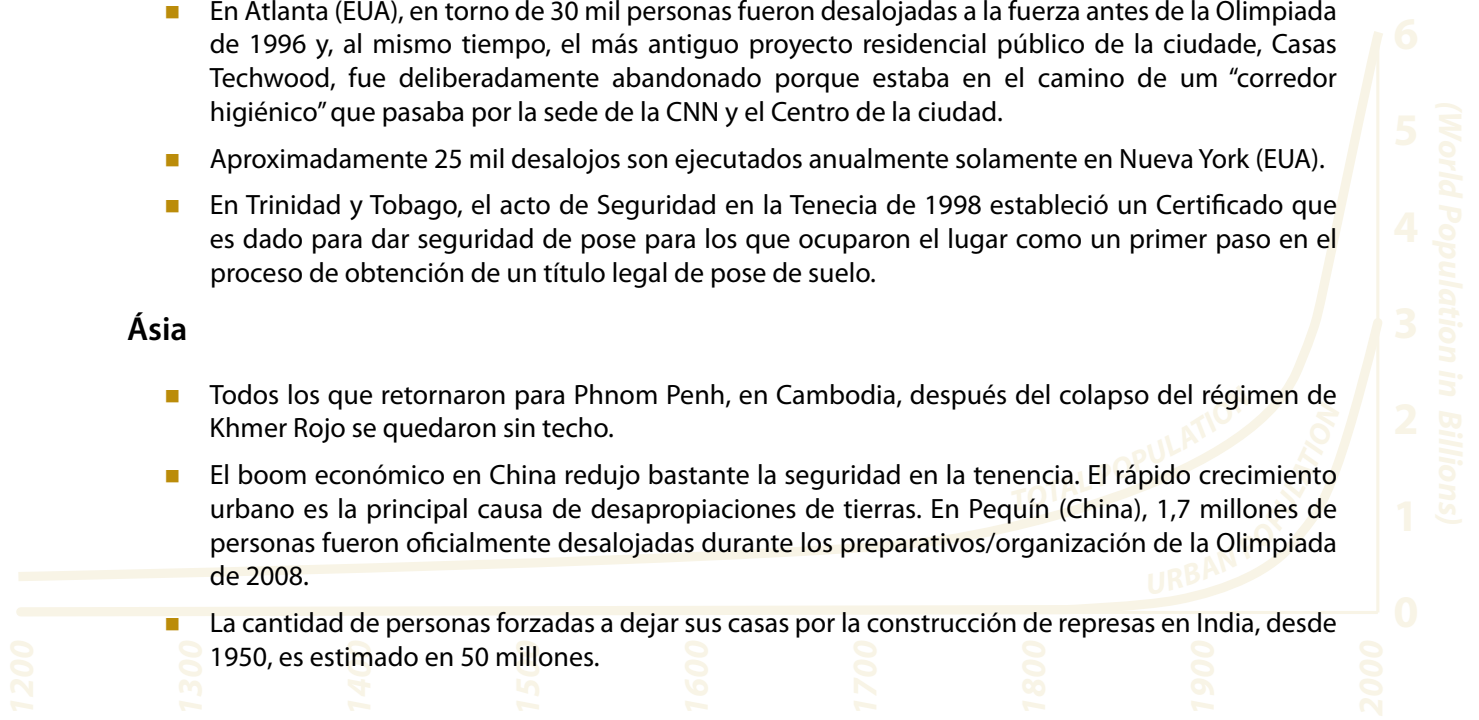 ■ En Atlanta (EUA), en torno de 30 mil personas fueron desalojadas a la fuerza antes de la Olimpiada
de 1996 y, al mismo tiempo, el más antiguo proyecto residencial público de la ciudade, Casas
Techwood, fue deliberadamente abandonado porque estaba en el camino de um “corredor
higiénico” que pasaba por la sede de la CNN y el Centro de la ciudad.
■ Aproximadamente 25 mil desalojos son ejecutados anualmente solamente en Nueva York (EUA).
■ En Trinidad y Tobago, el acto de Seguridad en la Tenecia de 1998 estableció un Certificado que
es dado para dar seguridad de pose para los que ocuparon el lugar como un primer paso en el
proceso de obtención de un título legal de pose de suelo.
Ásia
■ Todos los que retornaron para Phnom Penh, en Cambodia, después del colapso del régimen de
Khmer Rojo se quedaron sin techo.
■ El boom económico en China redujo bastante la seguridad en la tenencia. El rápido crecimiento
urbano es la principal causa de desapropiaciones de tierras. En Pequín (China), 1,7 millones de
personas fueron oficialmente desalojadas durante los preparativos/organización de la Olimpiada
de 2008.
■ La cantidad de personas forzadas a dejar sus casas por la construcción de represas en India, desde
1950, es estimado en 50 millones.
6
5
4
3
2
1
0
(World Population in Billions)
TOTAL POPULATION
URBAN POPULATION
1200
1300
1400
1500
1600
1700
1800
1900
2000